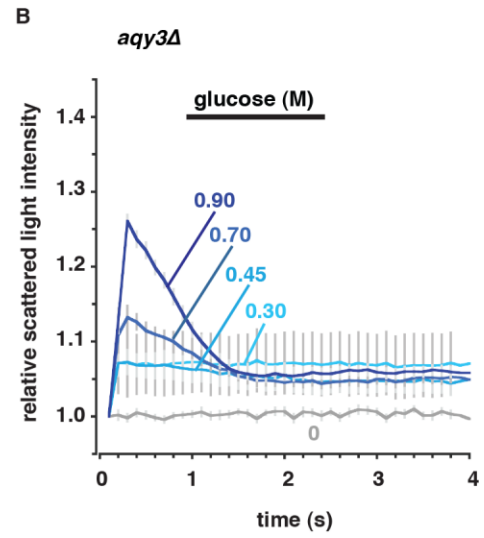 B
aqy3Δ
glucose (M)
relative scattered light intensity
1.4
1.3
1.2
1.1
1.0
0.90
0.70
0.45
0.30
0
0 1 2 3 4
time (s)